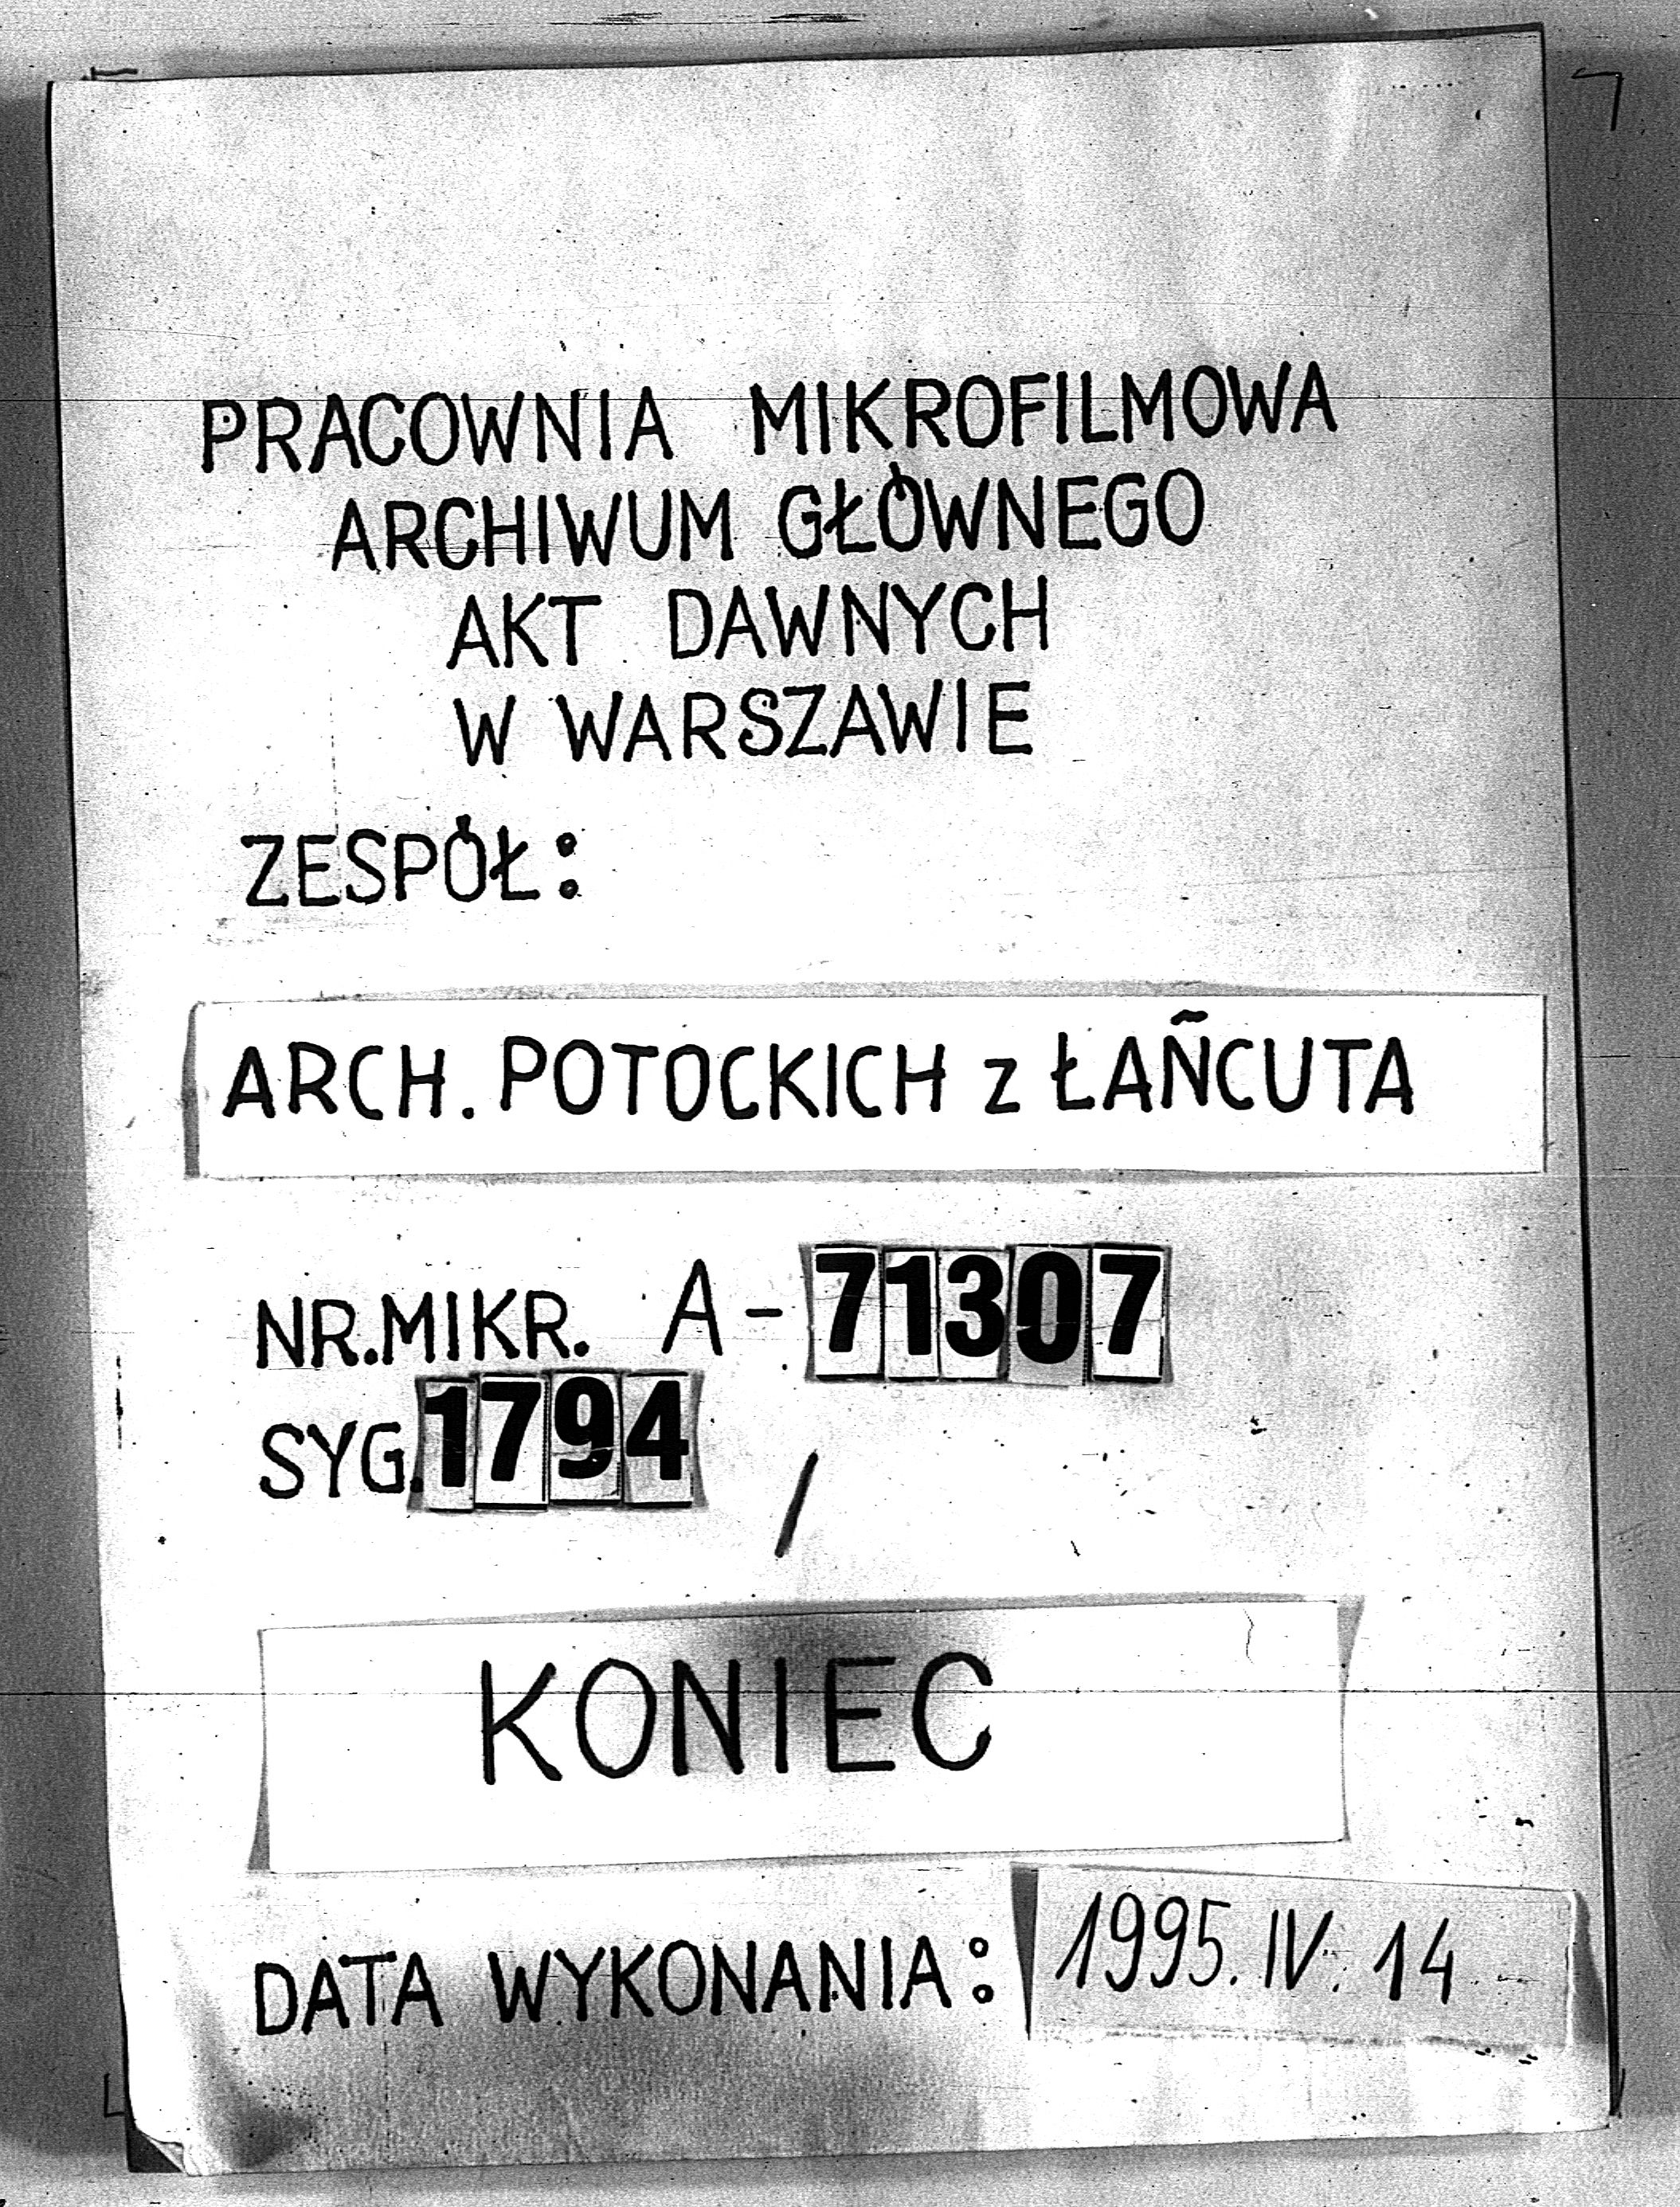 PRACOWNIA MIKROFILMOWA
ARCHIWUM GŁÓWNEGO
AKT DAWNYCH
W WARSZAWIE
ZESPÓŁ:
ARCH. POTOCKICH z ŁAŃCUTA
NR.MIKR. A-71307
SYG.1794 /
KONIEC
DATA WYKONANIA: 1995.IV.14